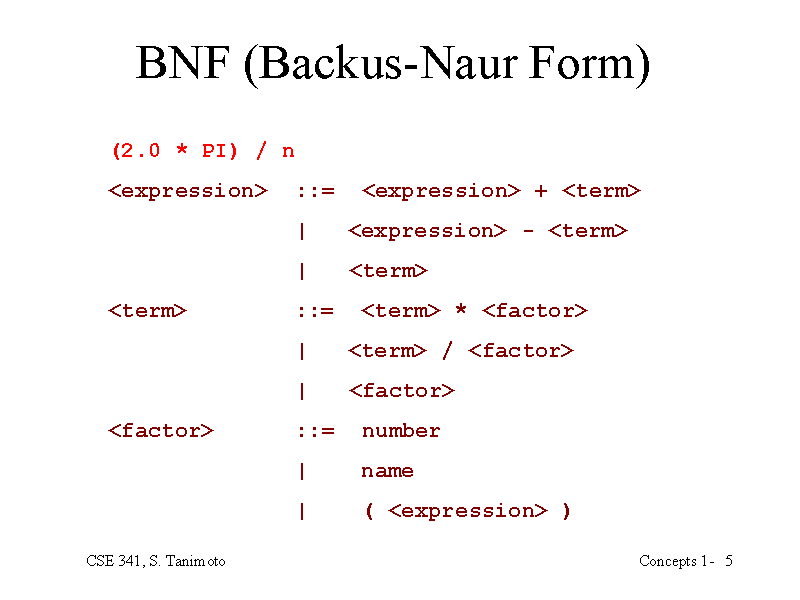 BNF (Backus-Naur Form)
(2.0 * PI) / n
<expression> ::= <expression> + <term>
| <expression> - <term>
| <term>
<term> ::= <term> * <factor>
| <term> / <factor>
| <factor>
<factor> ::= number
| name
| ( <expression> )
CSE 341, S. Tanimoto Concepts 1- 5